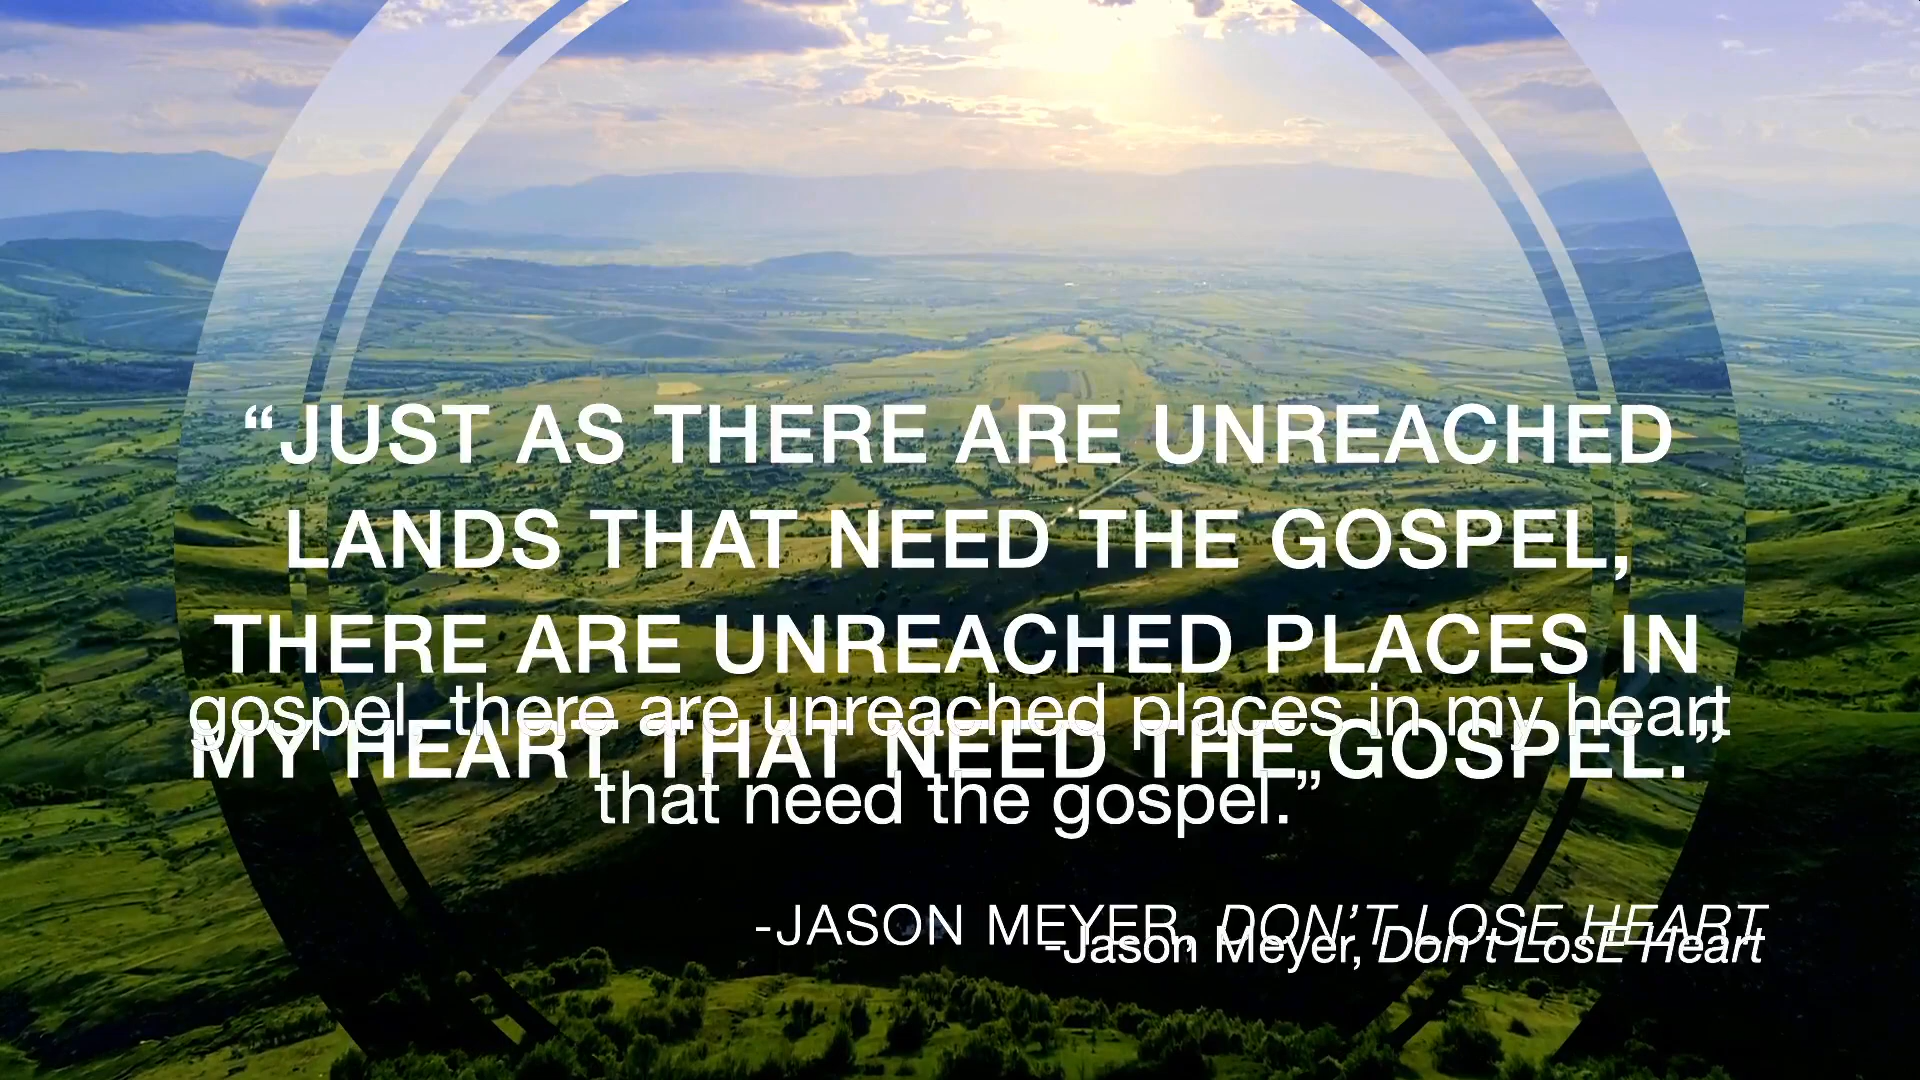 “JUST AS THERE ARE UNREACHED
LANDS THAT NEED THE GOSPEL,
THERE ARE UNREACHED PLACES IN
gospel, there are unreached places in my heart
MY HEART THAT NEED THE GOSPEL.”
that need the gospel.”
-JASON MEYER, DON’T LOSE HEART
-Jason Meyer, Don’t LosE Heart